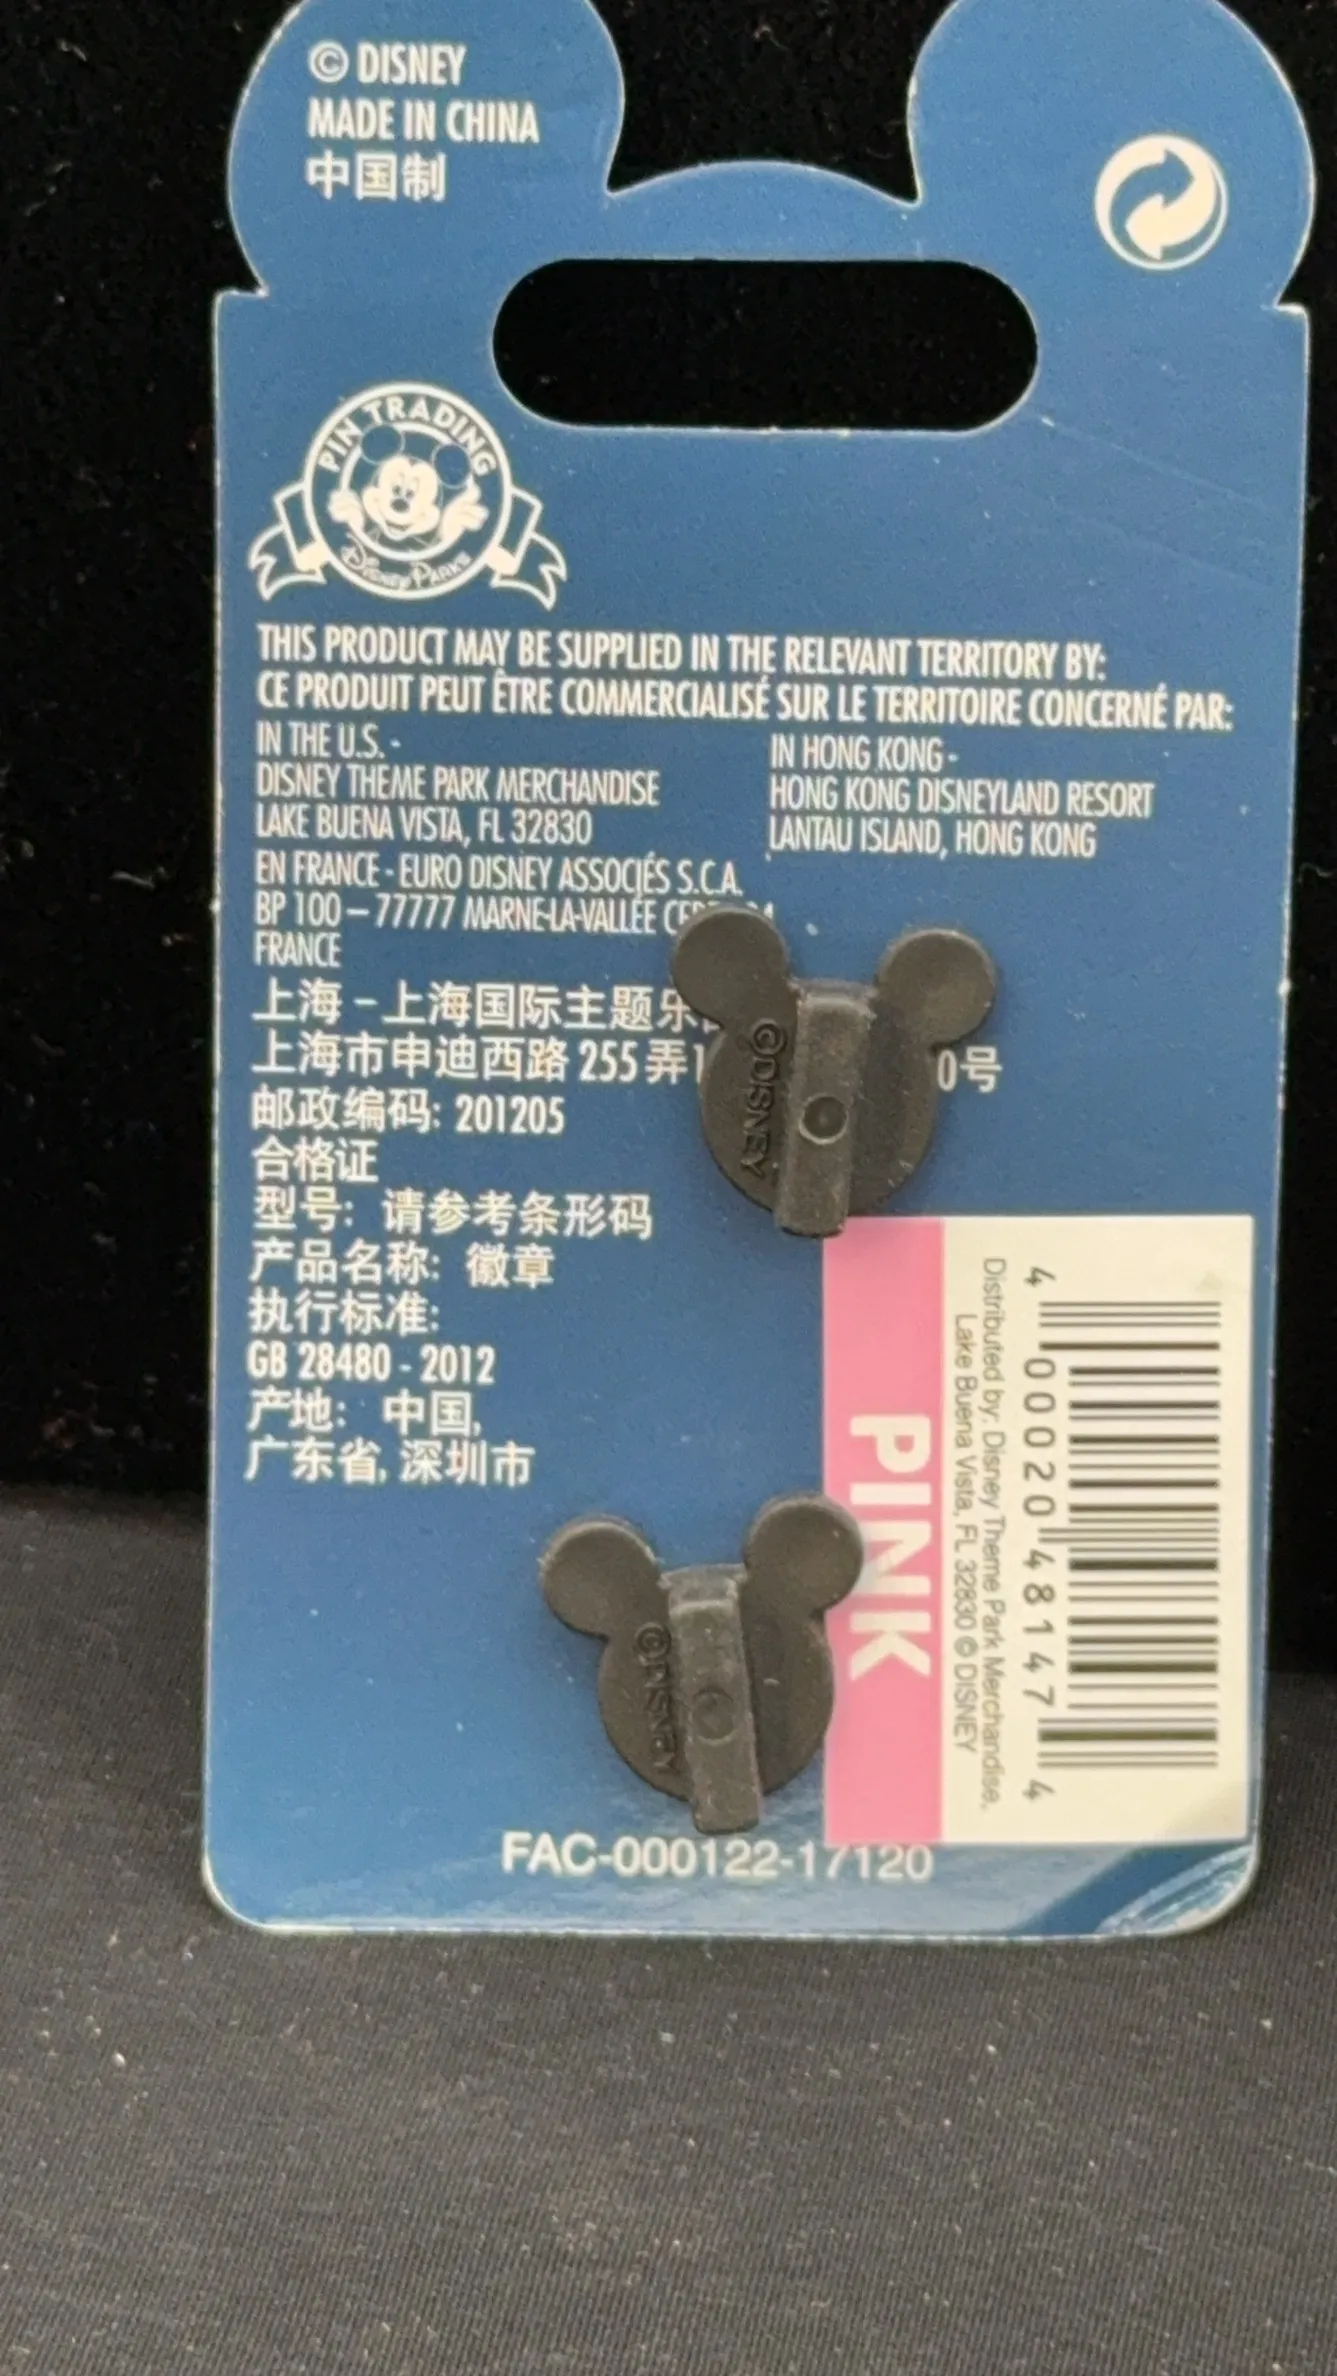 © DISNEY
MADE IN CHINA
中国制
PIN TRADING
DISNEY PARKS
THIS PRODUCT MAY BE SUPPLIED IN THE RELEVANT TERRITORY BY:
CE PRODUIT PEUT ÊTRE COMMERCIALISÉ SUR LE TERRITOIRE CONCERNÉ PAR:
IN THE U.S. -
DISNEY THEME PARK MERCHANDISE
LAKE BUENA VISTA, FL 32830
IN HONG KONG -
HONG KONG DISNEYLAND RESORT
LANTAU ISLAND, HONG KONG
EN FRANCE - EURO DISNEY ASSOCIÉS S.C.A.
BP 100 – 77777 MARNE-LA-VALLÉE
FRANCE
上海 – 上海国际主题乐
上海市申迪西路 255 弄
0号
邮政编码: 201205
合格证
型号: 请参考条形码
产品名称: 徽章
执行标准:
GB 28480 - 2012
产地: 中国,
广东省, 深圳市
©DISNEY
©DISNEY
PINK
Distributed by: Disney Theme Park Merchandise,
Lake Buena Vista, FL 32830 © DISNEY
4 000204 81474 4
FAC-000122-17120